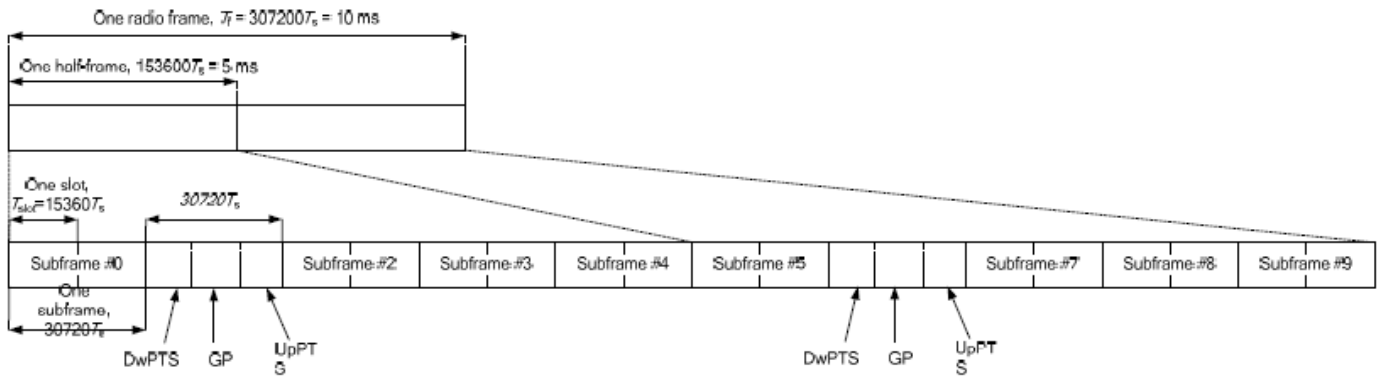 One radio frame, Tf = 307200Ts = 10 ms
One half-frame, 153600Ts = 5 ms
One slot,
Tslot=15360Ts
30720Ts
Subframe #0
Subframe #2
Subframe #3
Subframe #4
Subframe #5
Subframe #7
Subframe #8
Subframe #9
One
subframe,
30720Ts
DwPTS
GP
UpPT
S
DwPTS
GP
UpPT
S